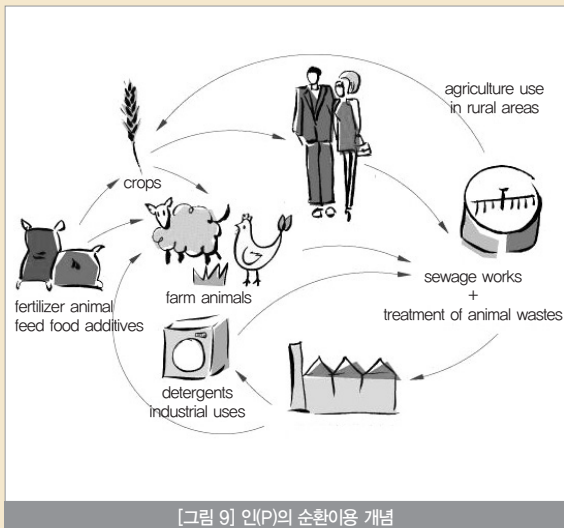 agriculture use
in rural areas
crops
fertilizer animal
feed food additives
farm animals
sewage works
+
treatment of animal wastes
detergents
industrial uses
[그림 9] 인(P)의 순환이용 개념